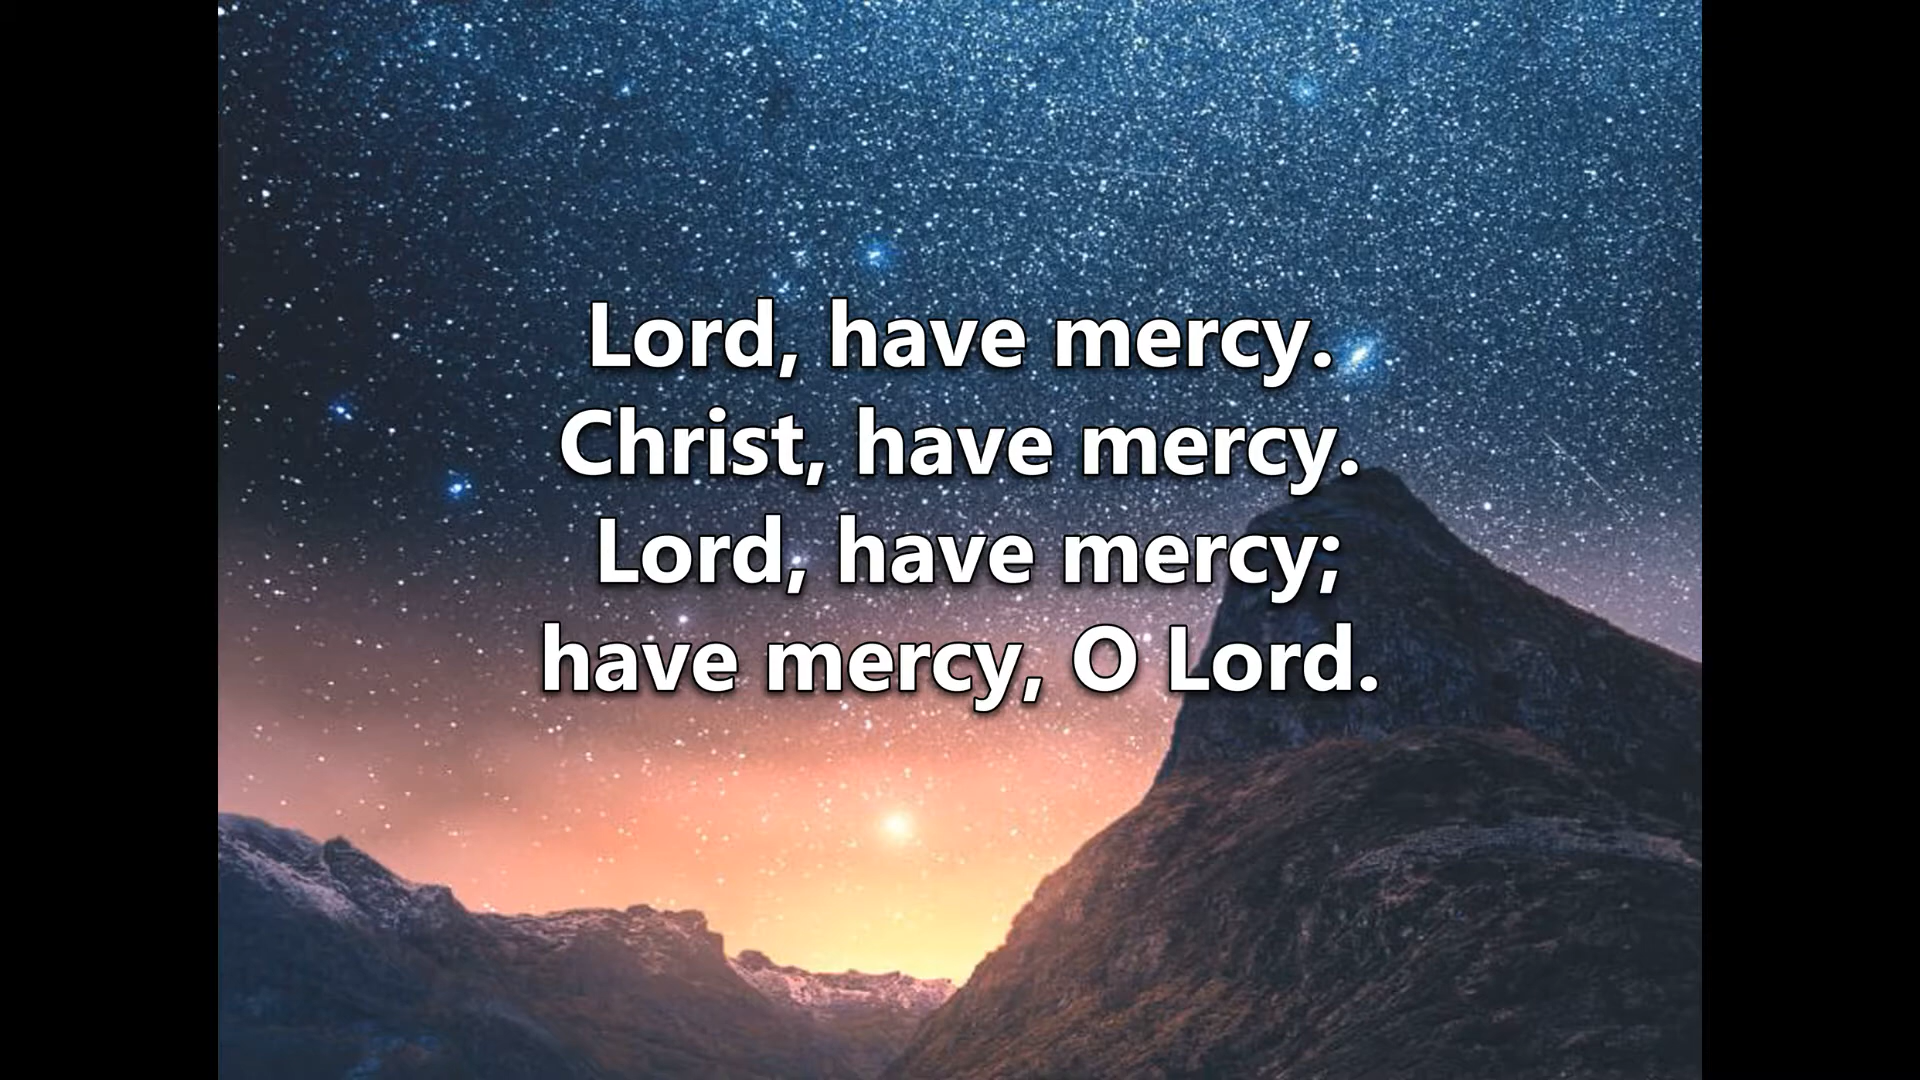 Lord, have mercy.
Christ, have mercy.
Lord, have mercy;
have mercy, O Lord.